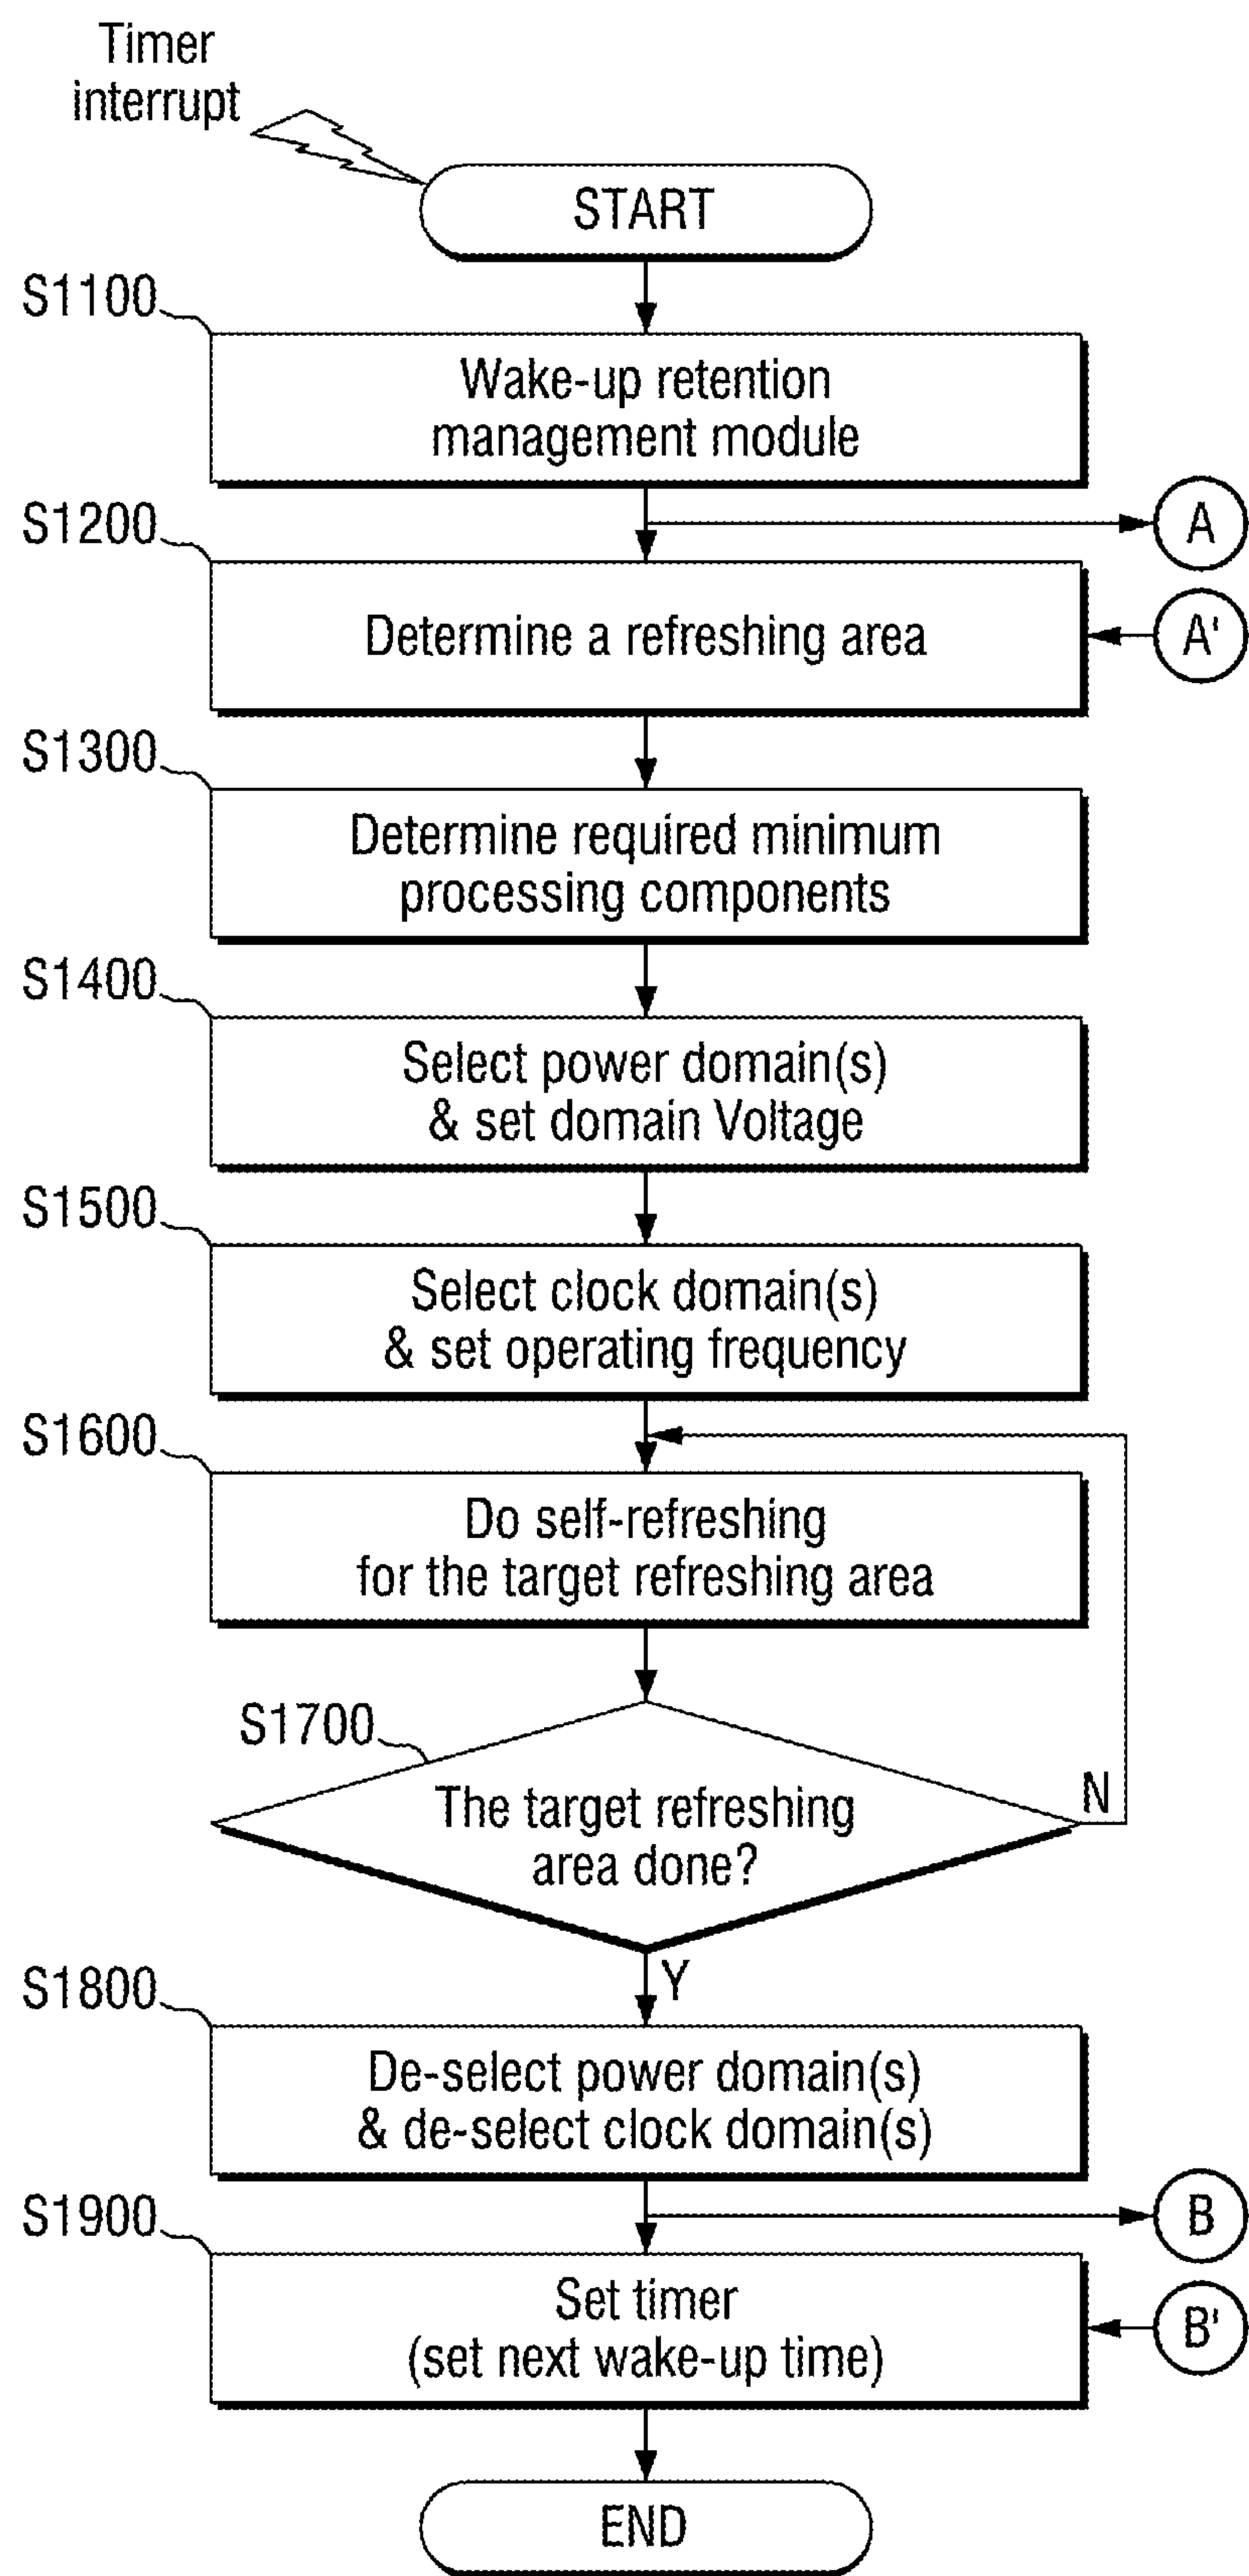 Timer
interrupt
START
S1100
Wake-up retention
management module
A
S1200
Determine a refreshing area
A'
S1300
Determine required minimum
processing components
S1400
Select power domain(s)
& set domain Voltage
S1500
Select clock domain(s)
& set operating frequency
S1600
Do self-refreshing
for the target refreshing area
S1700
The target refreshing
area done?
N
Y
S1800
De-select power domain(s)
& de-select clock domain(s)
B
S1900
Set timer
(set next wake-up time)
B'
END